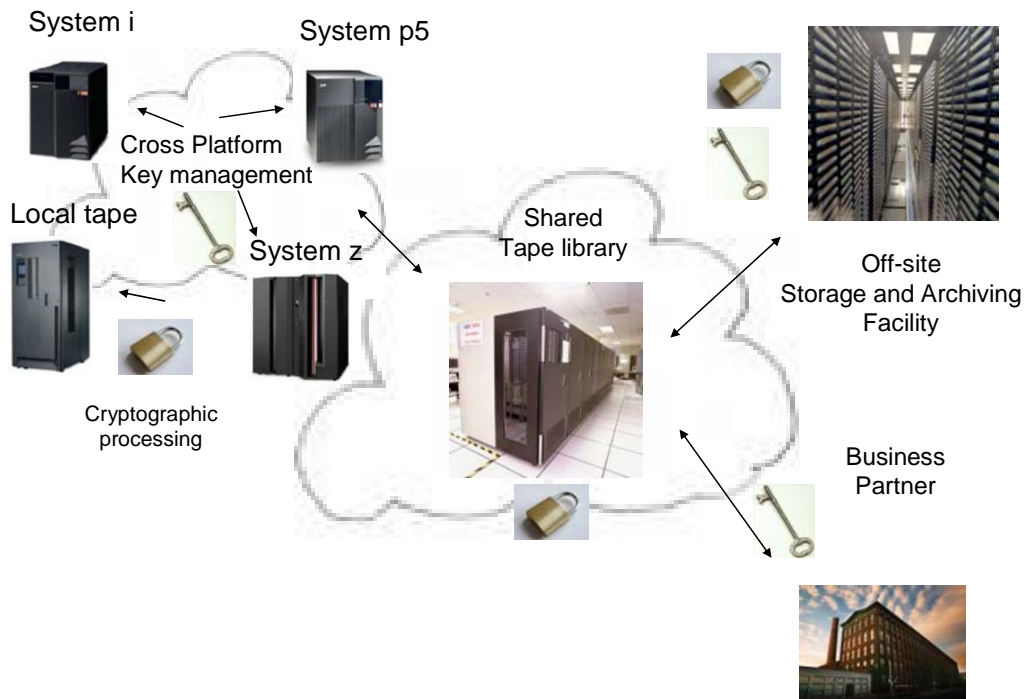 System i
System p5
Cross Platform
Key management
Local tape
System z
Shared
Tape library
Off-site
Storage and Archiving
Facility
Cryptographic
processing
Business
Partner